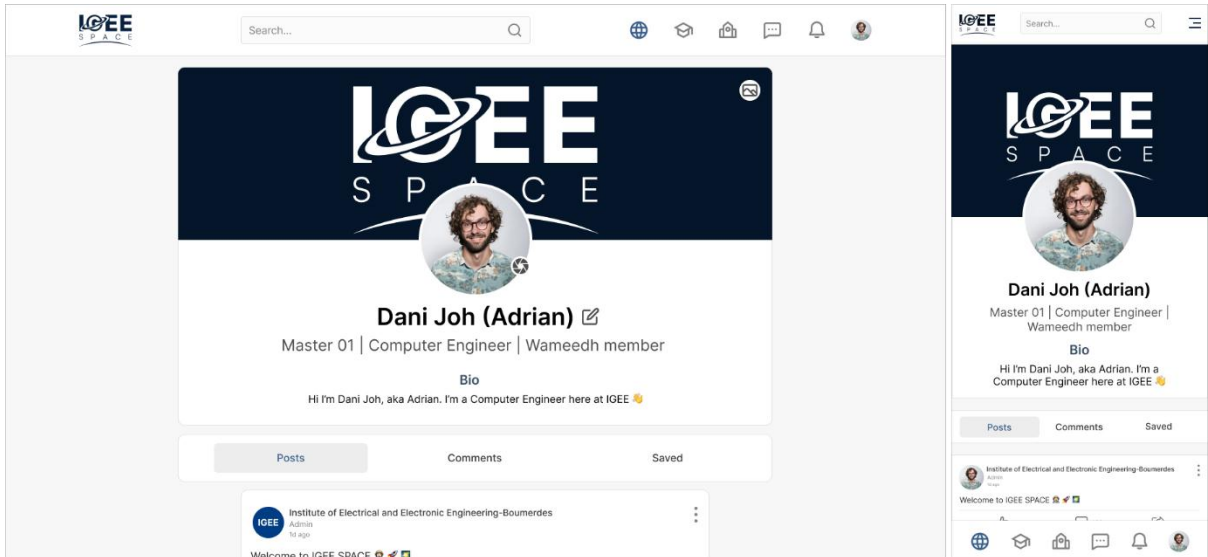 IGEE
SPACE
Search...
IGEE
SPACE
Dani Joh (Adrian)
Master 01 | Computer Engineer | Wameedh member
Bio
Hi I'm Dani Joh, aka Adrian. I'm a Computer Engineer here at IGEE 👋
Posts
Comments
Saved
IGEE
Institute of Electrical and Electronic Engineering-Boumerdes
Admin
1d ago
Welcome to IGEE SPACE 👨‍🚀 🚀 🌠
IGEE
SPACE
Search...
IGEE
SPACE
Dani Joh (Adrian)
Master 01 | Computer Engineer |
Wameedh member
Bio
Hi I'm Dani Joh, aka Adrian. I'm a
Computer Engineer here at IGEE 👋
Posts
Comments
Saved
Institute of Electrical and Electronic Engineering-Boumerdes
Admin
1d ago
Welcome to IGEE SPACE 👨‍🚀 🚀 🌠